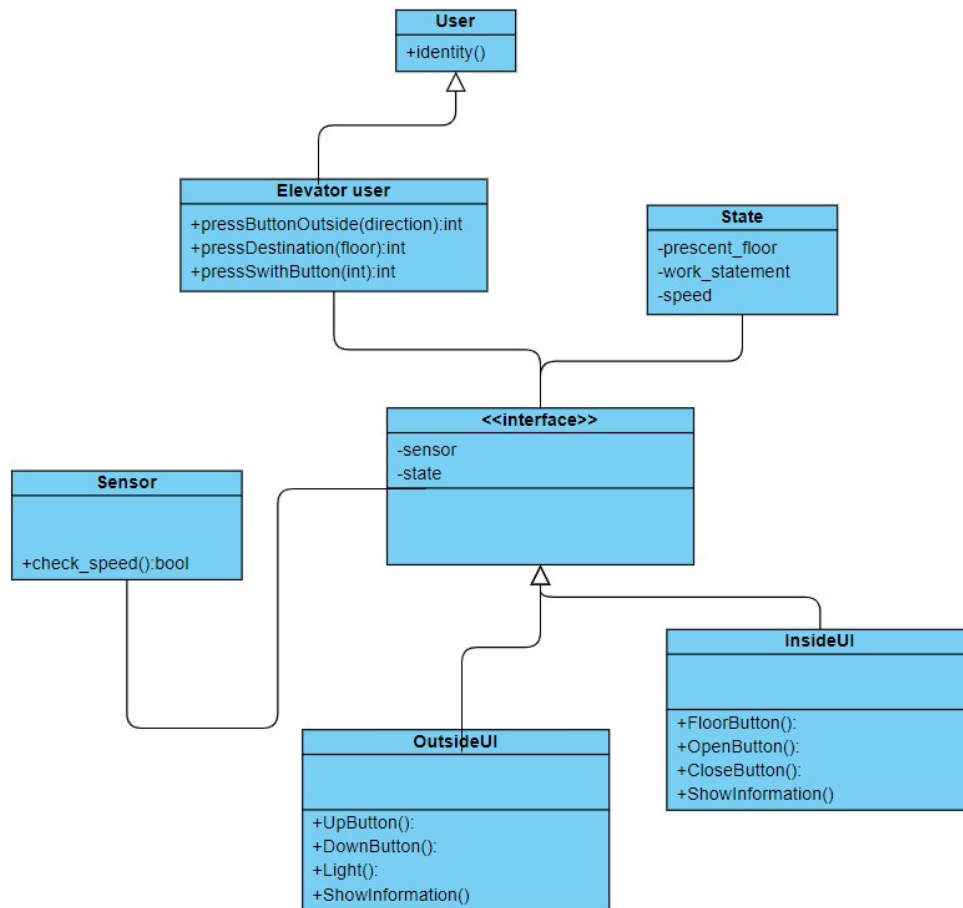 User
+identity()
Elevator user
+pressButtonOutside(direction):int
+pressDestination(floor):int
+pressSwithButton(int):int
State
-prescent_floor
-work_statement
-speed
<<interface>>
-sensor
-state
Sensor
+check_speed():bool
InsideUI
+FloorButton():
+OpenButton():
+CloseButton():
+ShowInformation()
OutsideUI
+UpButton():
+DownButton():
+Light():
+ShowInformation()